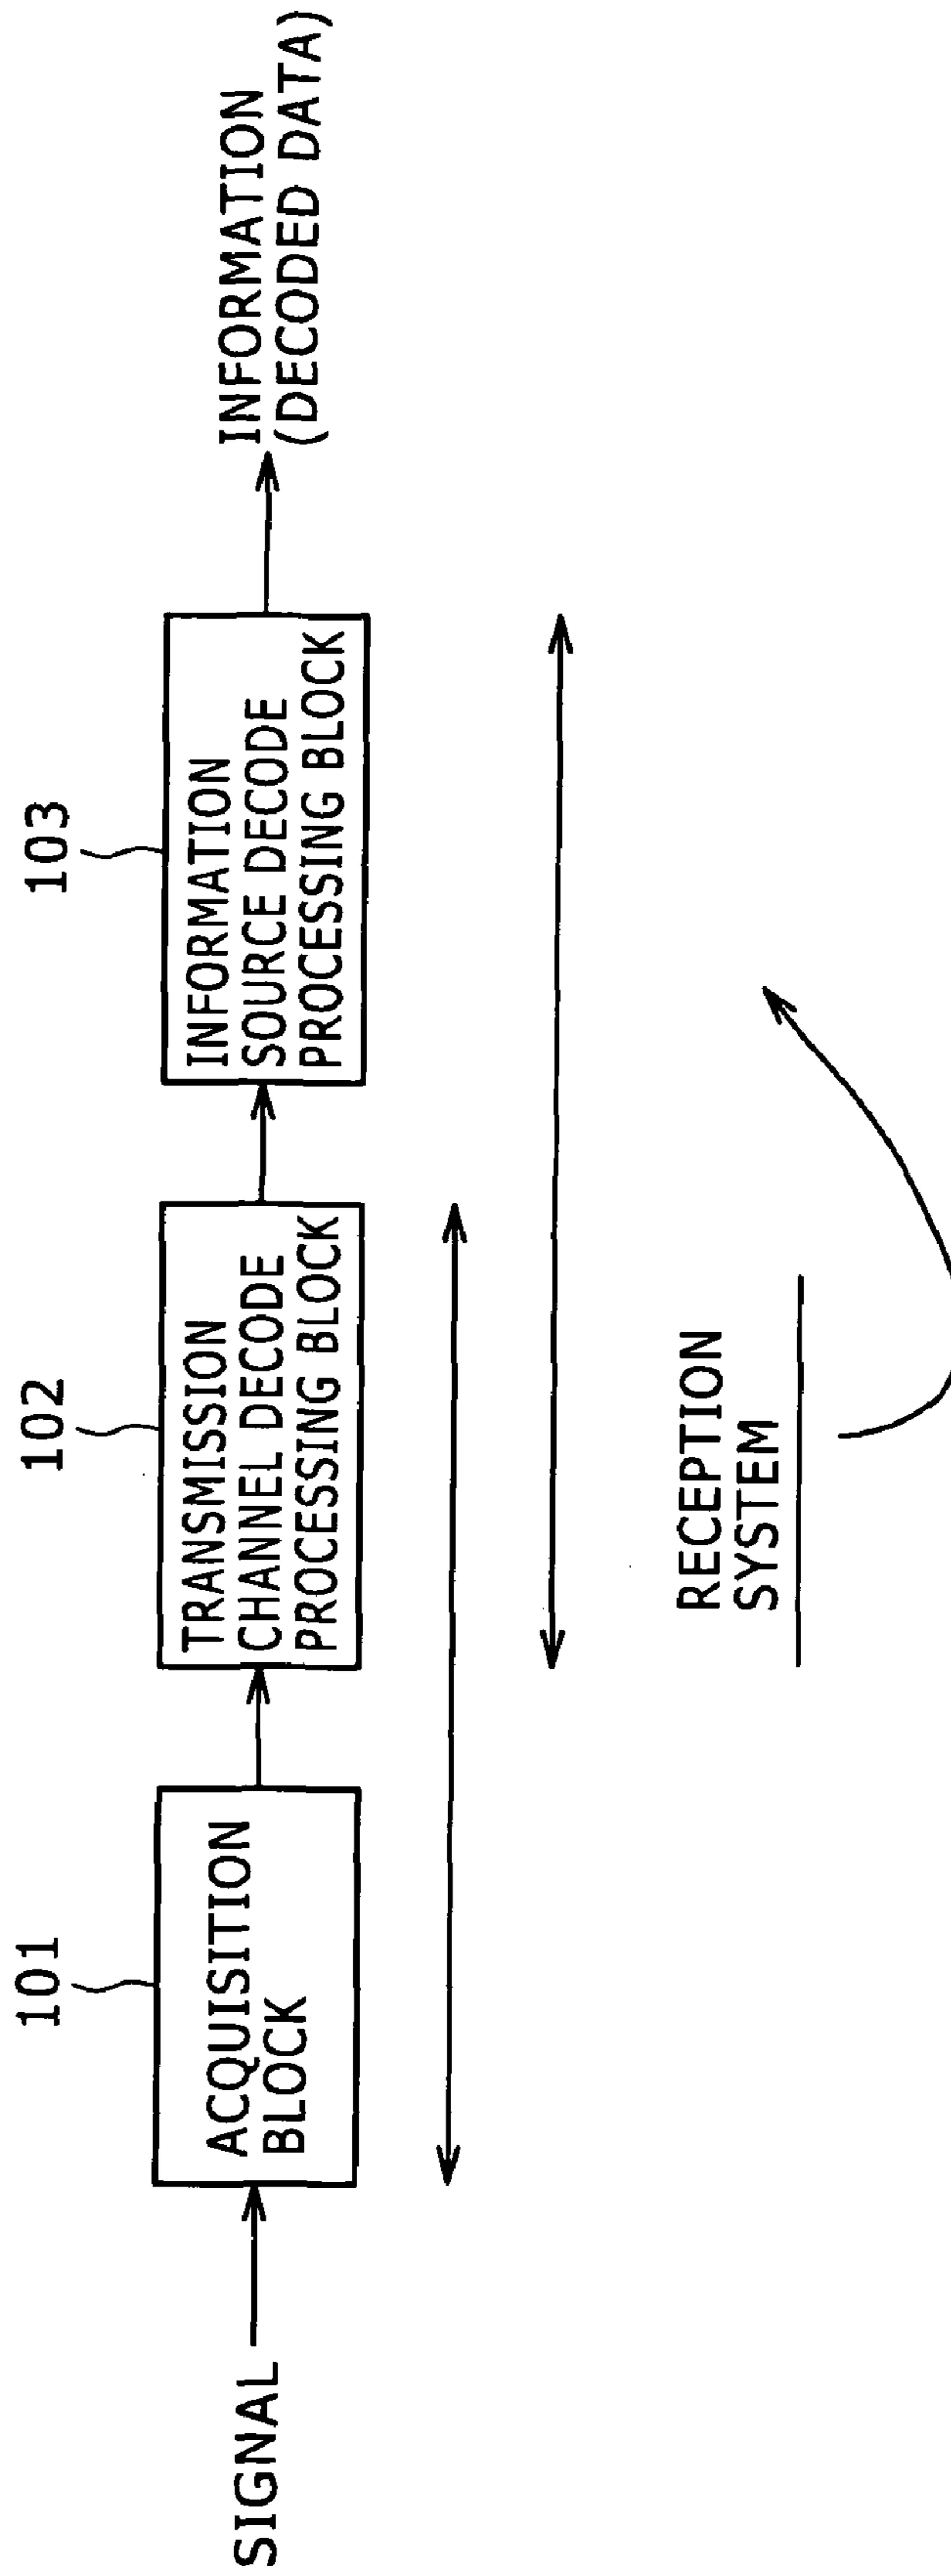 101
102
103
SIGNAL
ACQUISITION
BLOCK
TRANSMISSION
CHANNEL DECODE
PROCESSING BLOCK
INFORMATION
SOURCE DECODE
PROCESSING BLOCK
INFORMATION
(DECODED DATA)
RECEPTION
SYSTEM